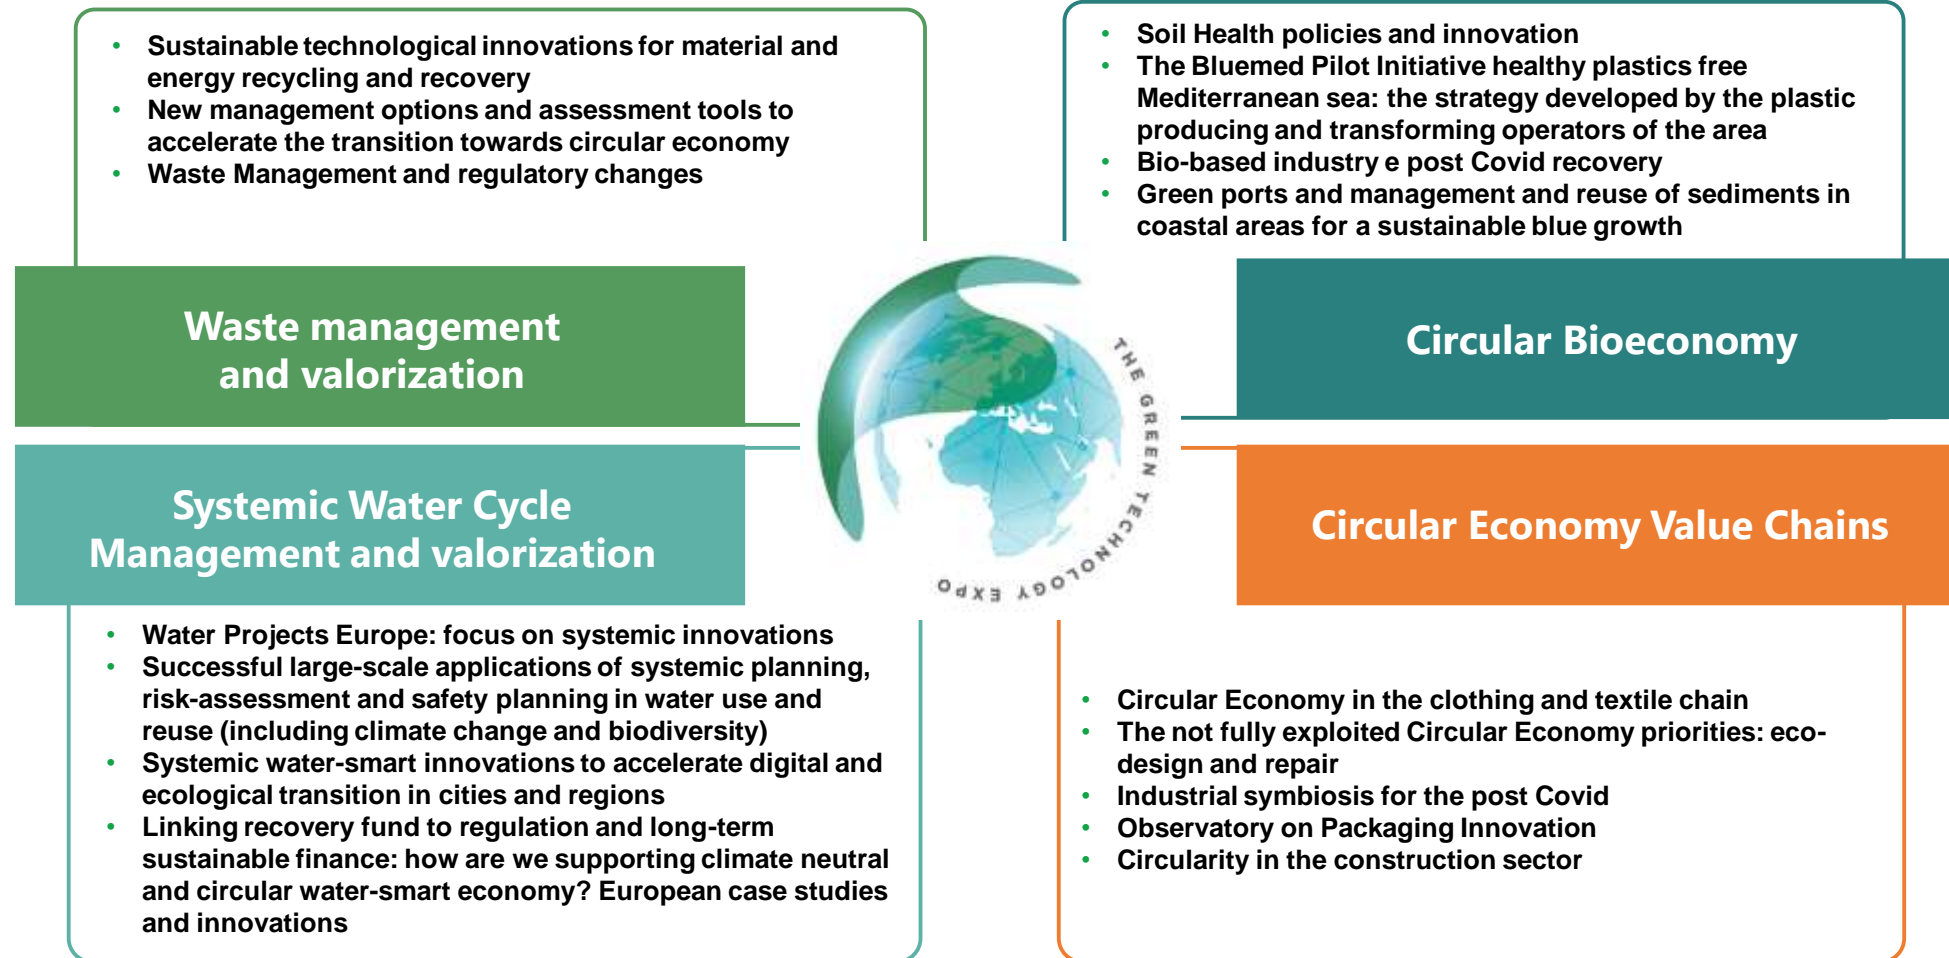 • Sustainable technological innovations for material and
energy recycling and recovery
• New management options and assessment tools to
accelerate the transition towards circular economy
• Waste Management and regulatory changes
Waste management
and valorization
• Soil Health policies and innovation
• The Bluemed Pilot Initiative healthy plastics free
Mediterranean sea: the strategy developed by the plastic
producing and transforming operators of the area
• Bio-based industry e post Covid recovery
• Green ports and management and reuse of sediments in
coastal areas for a sustainable blue growth
Circular Bioeconomy
THE GREEN TECHNOLOGY EXPO
Systemic Water Cycle
Management and valorization
• Water Projects Europe: focus on systemic innovations
• Successful large-scale applications of systemic planning,
risk-assessment and safety planning in water use and
reuse (including climate change and biodiversity)
• Systemic water-smart innovations to accelerate digital and
ecological transition in cities and regions
• Linking recovery fund to regulation and long-term
sustainable finance: how are we supporting climate neutral
and circular water-smart economy? European case studies
and innovations
Circular Economy Value Chains
• Circular Economy in the clothing and textile chain
• The not fully exploited Circular Economy priorities: eco-
design and repair
• Industrial symbiosis for the post Covid
• Observatory on Packaging Innovation
• Circularity in the construction sector